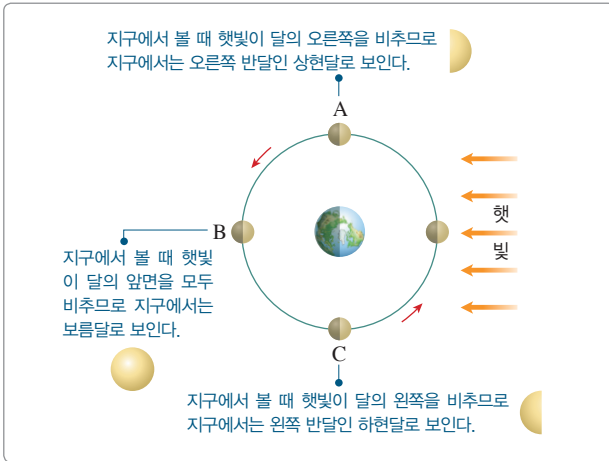 지구에서 볼 때 햇빛이 달의 오른쪽을 비추므로
지구에서는 오른쪽 반달인 상현달로 보인다.
A
B
햇
빛
지구에서 볼 때 햇빛
이 달의 앞면을 모두
비추므로 지구에서는
보름달로 보인다.
C
지구에서 볼 때 햇빛이 달의 왼쪽을 비추므로
지구에서는 왼쪽 반달인 하현달로 보인다.